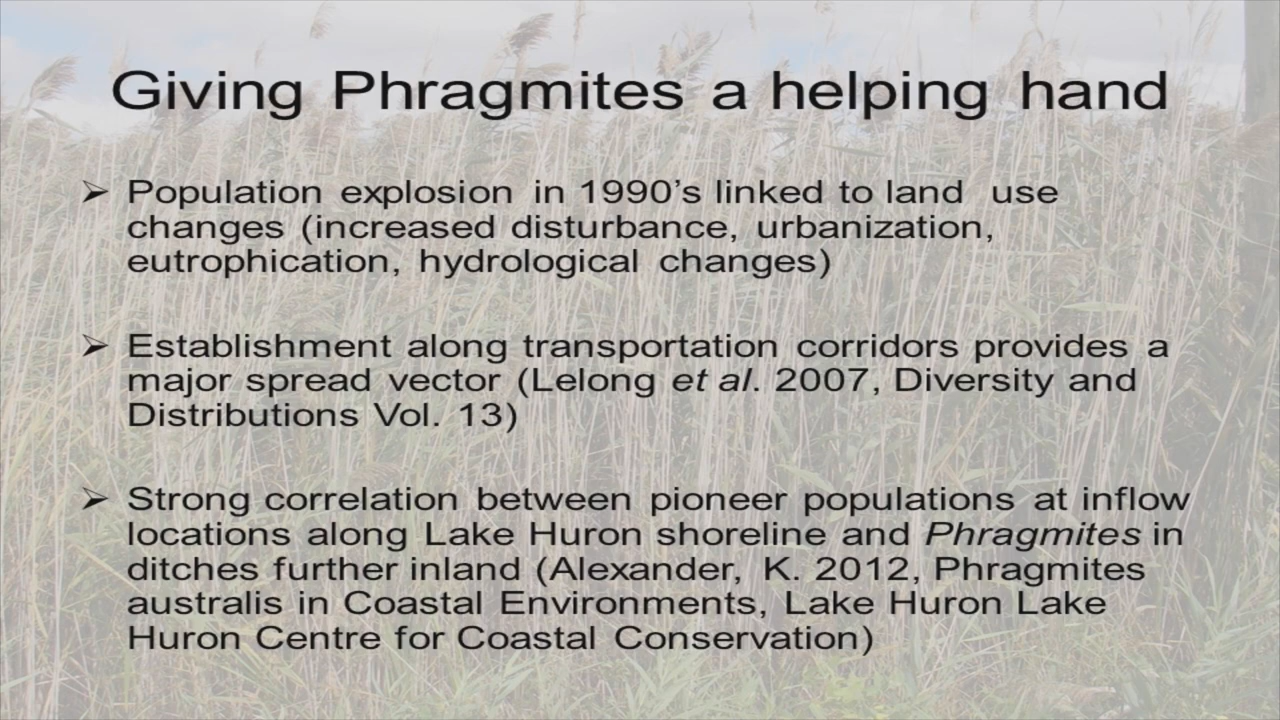 Giving Phragmites a helping hand
➢ Population explosion in 1990’s linked to land use
changes (increased disturbance, urbanization,
eutrophication, hydrological changes)
➢ Establishment along transportation corridors provides a
major spread vector (Lelong et al. 2007, Diversity and
Distributions Vol. 13)
➢ Strong correlation between pioneer populations at inflow
locations along Lake Huron shoreline and Phragmites in
ditches further inland (Alexander, K. 2012, Phragmites
australis in Coastal Environments, Lake Huron Lake
Huron Centre for Coastal Conservation)